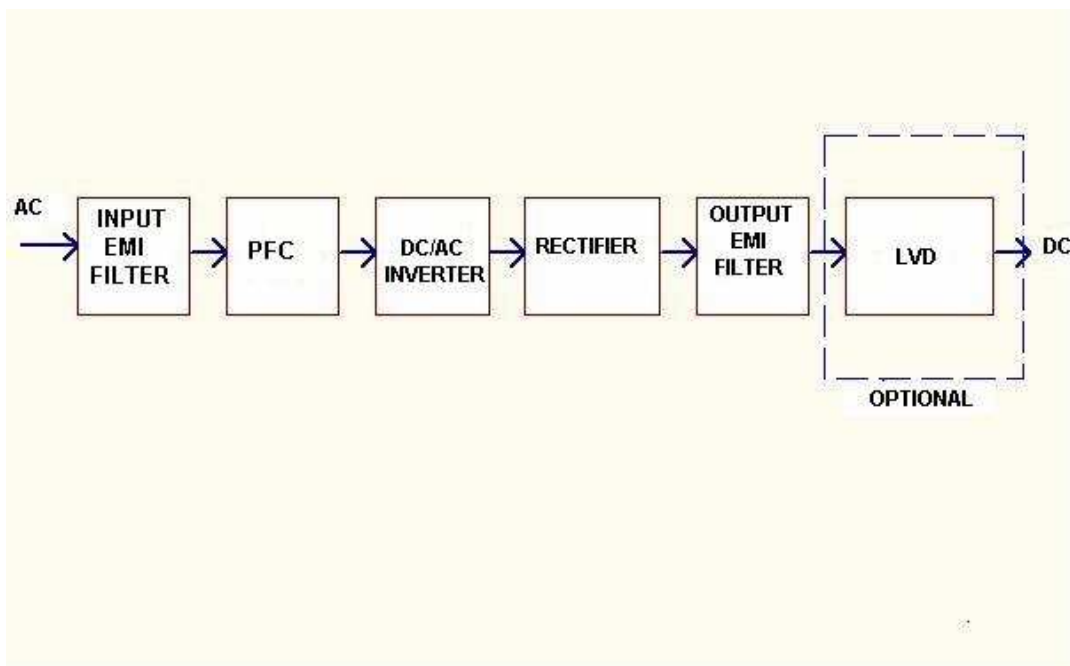 AC
INPUT
EMI
FILTER
PFC
DC/AC
INVERTER
RECTIFIER
OUTPUT
EMI
FILTER
LVD
DC
OPTIONAL